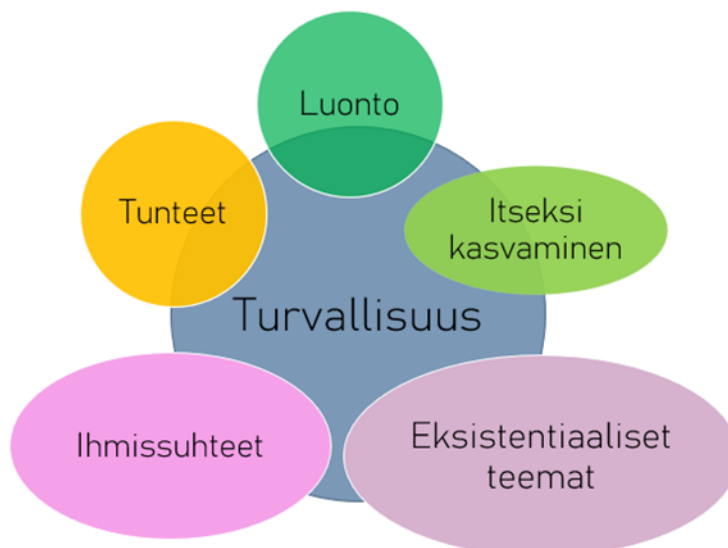 Luonto
Tunteet
Itseksi
kasvaminen
Turvallisuus
Ihmissuhteet
Eksistentiaaliset
teemat